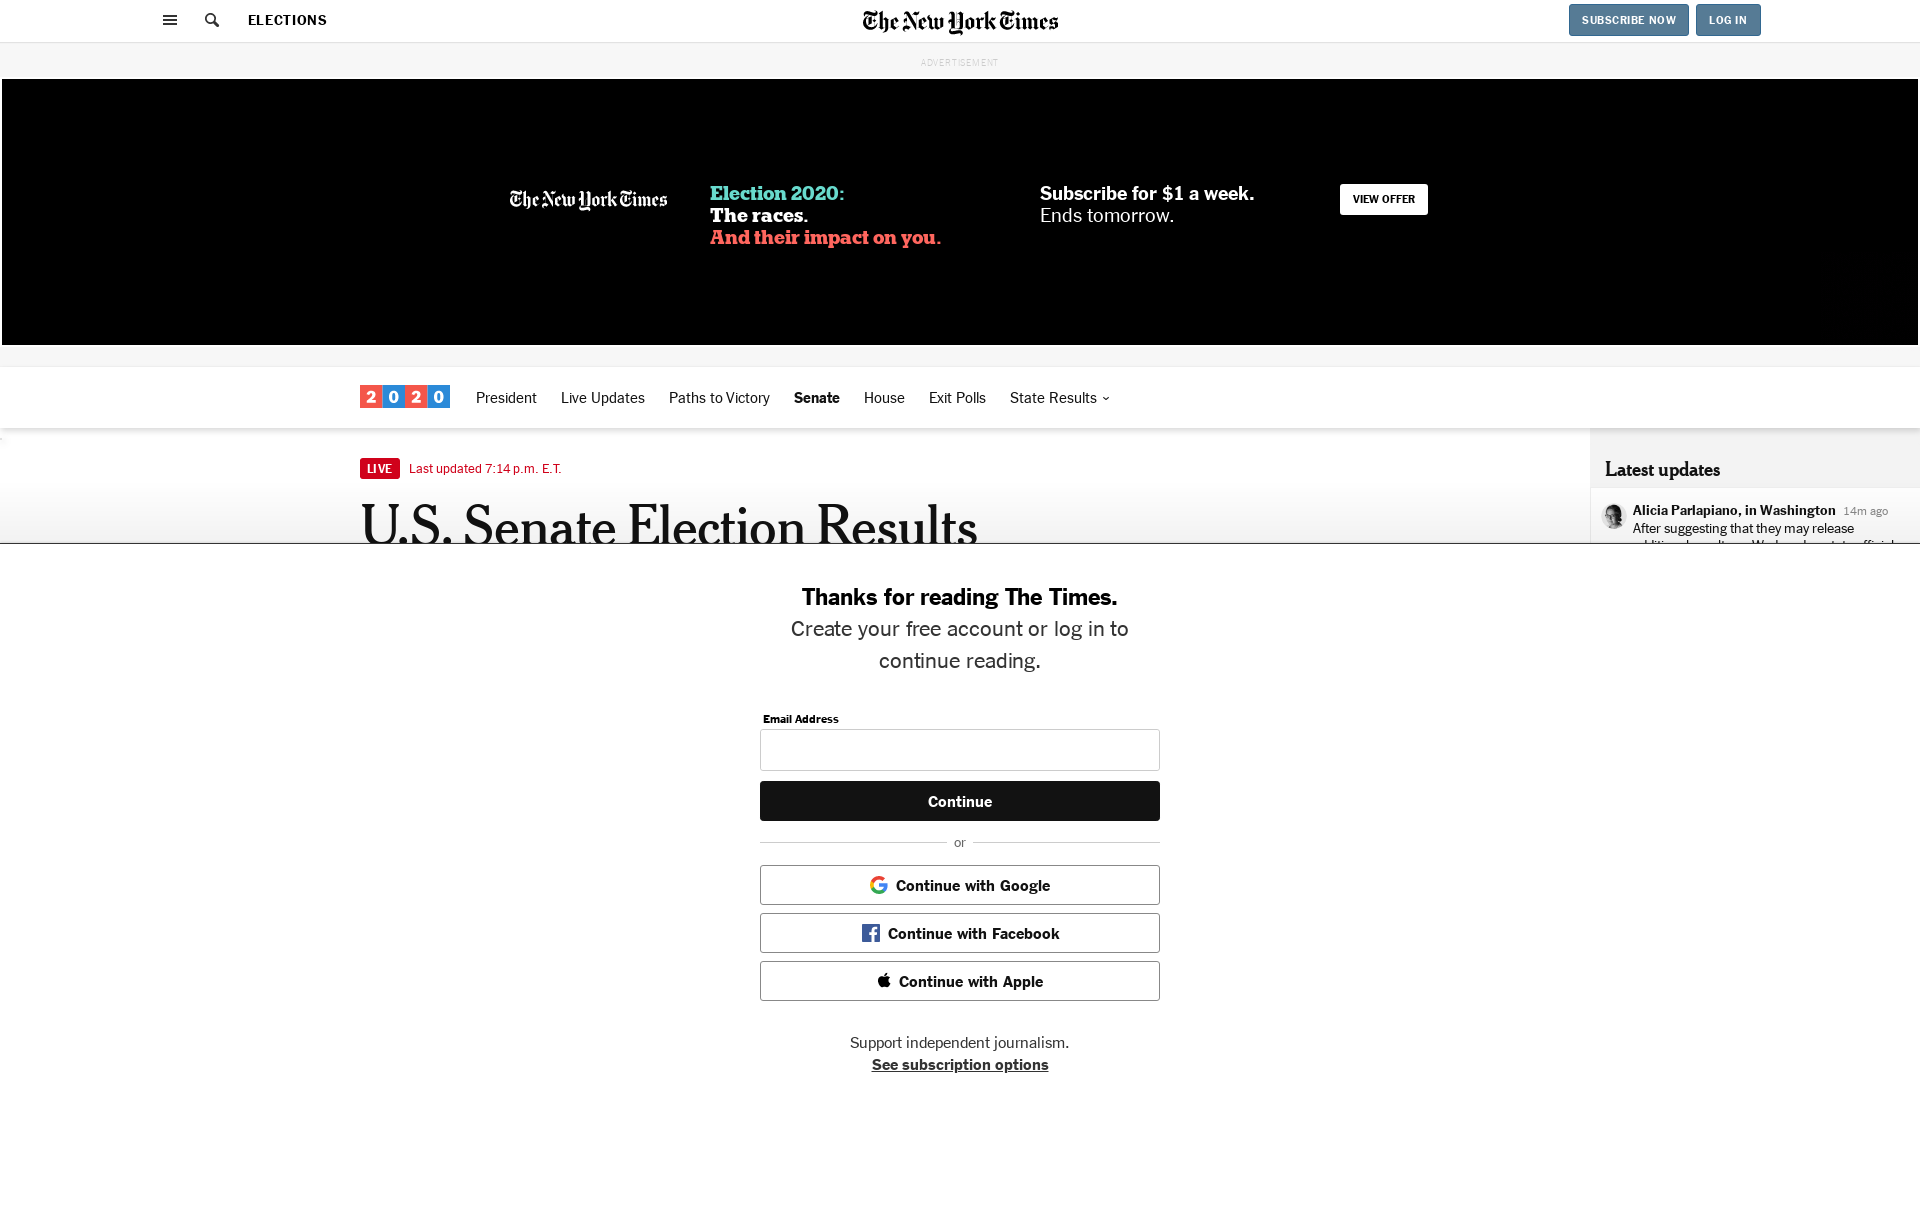 ELECTIONS
The New York Times
SUBSCRIBE NOW
LOG IN
ADVERTISEMENT
The New York Times
Election 2020:
The races.
And their impact on you.
Subscribe for $1 a week.
Ends tomorrow.
VIEW OFFER
2020
President
Live Updates
Paths to Victory
Senate
House
Exit Polls
State Results
LIVE
Last updated 7:14 p.m. E.T.
U.S. Senate Election Results
Latest updates
Alicia Parlapiano, in Washington 14m ago
After suggesting that they may release
Thanks for reading The Times.
Create your free account or log in to
continue reading.
Email Address
Continue
or
Continue with Google
Continue with Facebook
Continue with Apple
Support independent journalism.
See subscription options